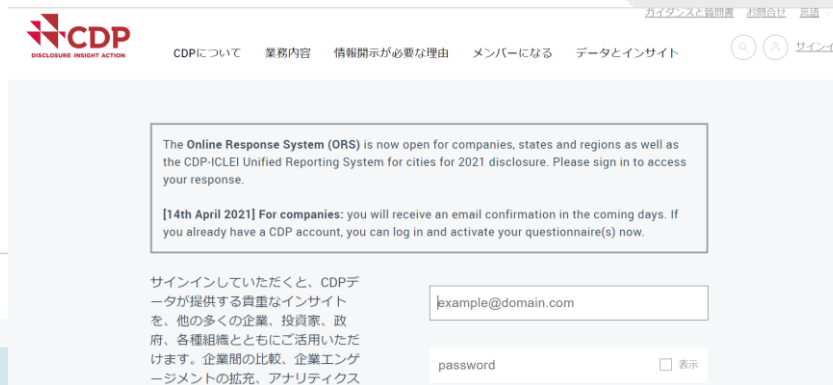 ガイダンスと質問書 お問合せ 言語
CDP
DISCLOSURE INSIGHT ACTION
CDPについて 業務内容 情報開示が必要な理由 メンバーになる データとインサイト サインイ
The Online Response System (ORS) is now open for companies, states and regions as well as
the CDP-ICLEI Unified Reporting System for cities for 2021 disclosure. Please sign in to access
your response.
[14th April 2021] For companies: you will receive an email confirmation in the coming days. If
you already have a CDP account, you can log in and activate your questionnaire(s) now.
サインインしていただくと、CDPデ
ータが提供する貴重なインサイト
を、他の多くの企業、投資家、政
府、各種組織とともにご活用いただ
けます。企業間の比較、企業エンゲ
ージメントの拡充、アナリティクス
example@domain.com
password 表示